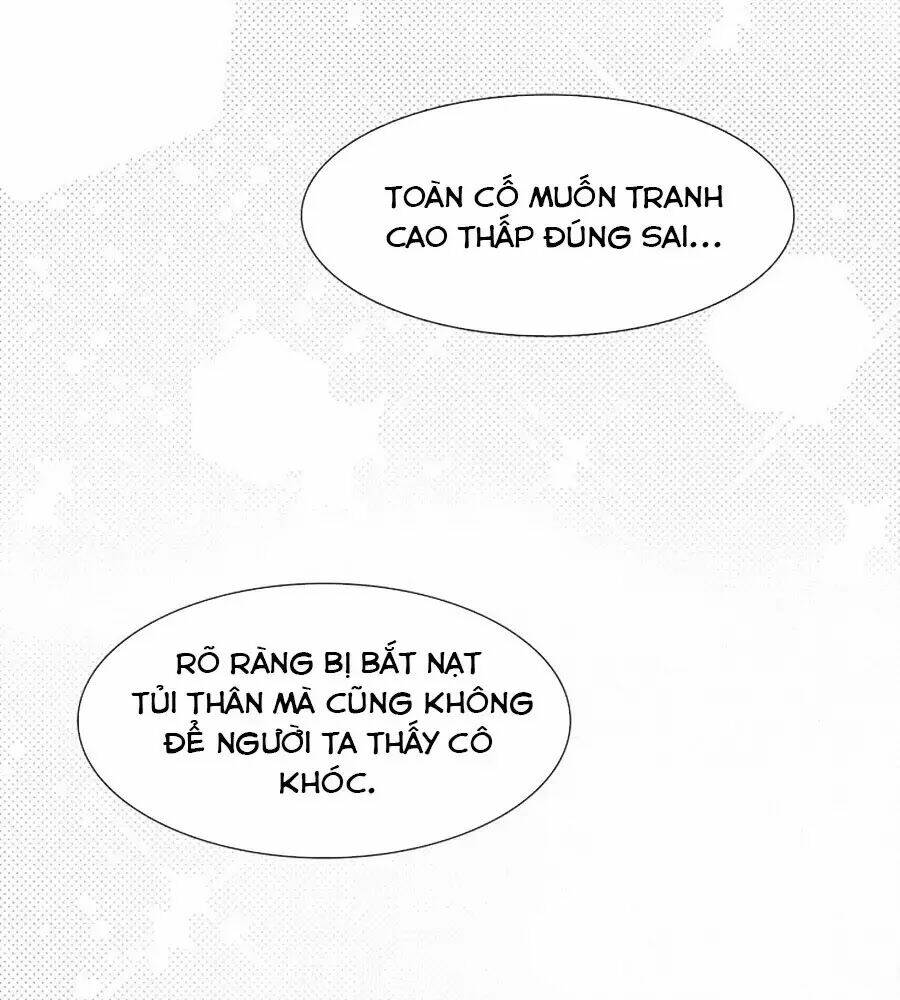 TOÀN CỐ MUỐN TRANH
CAO THẤP ĐÚNG SAI...
RÕ RÀNG BỊ BẮT NẠT
TỦI THÂN MÀ CŨNG KHÔNG
ĐỂ NGƯỜI TA THẤY CÔ
KHÓC.